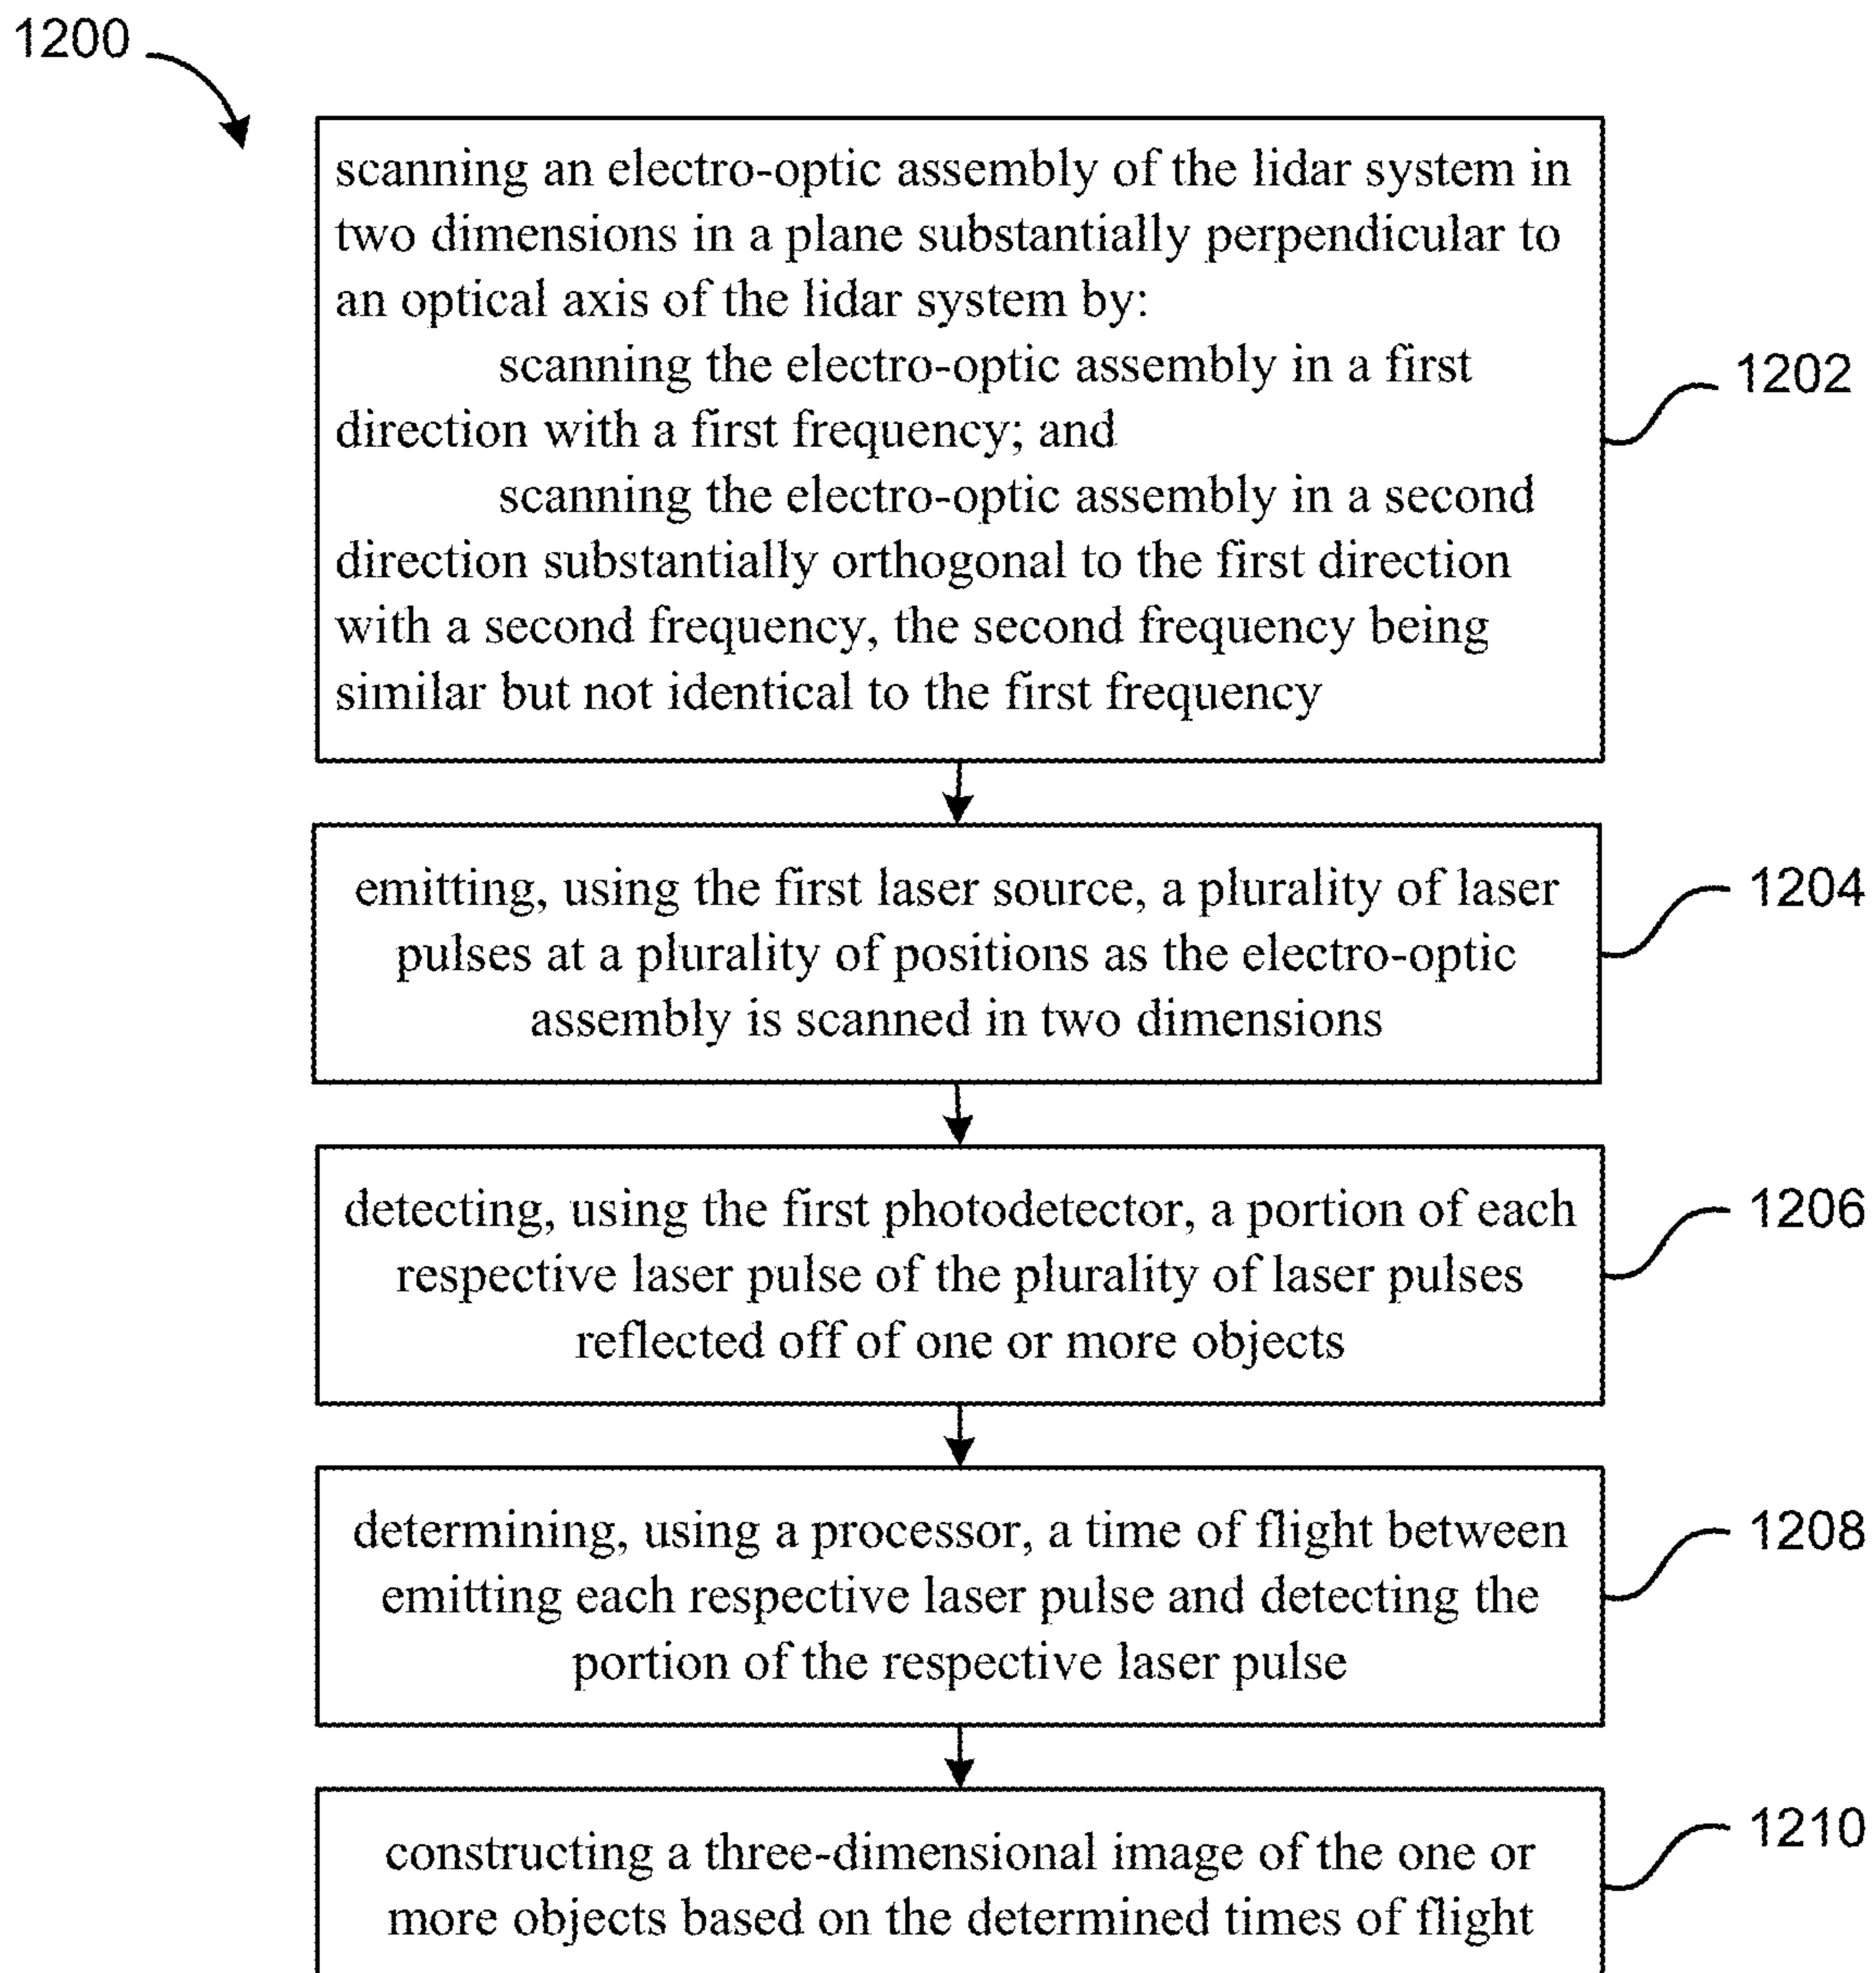 1200
scanning an electro-optic assembly of the lidar system in
two dimensions in a plane substantially perpendicular to
an optical axis of the lidar system by:
scanning the electro-optic assembly in a first
direction with a first frequency; and
scanning the electro-optic assembly in a second
direction substantially orthogonal to the first direction
with a second frequency, the second frequency being
similar but not identical to the first frequency
1202
emitting, using the first laser source, a plurality of laser
pulses at a plurality of positions as the electro-optic
assembly is scanned in two dimensions
1204
detecting, using the first photodetector, a portion of each
respective laser pulse of the plurality of laser pulses
reflected off of one or more objects
1206
determining, using a processor, a time of flight between
emitting each respective laser pulse and detecting the
portion of the respective laser pulse
1208
constructing a three-dimensional image of the one or
more objects based on the determined times of flight
1210